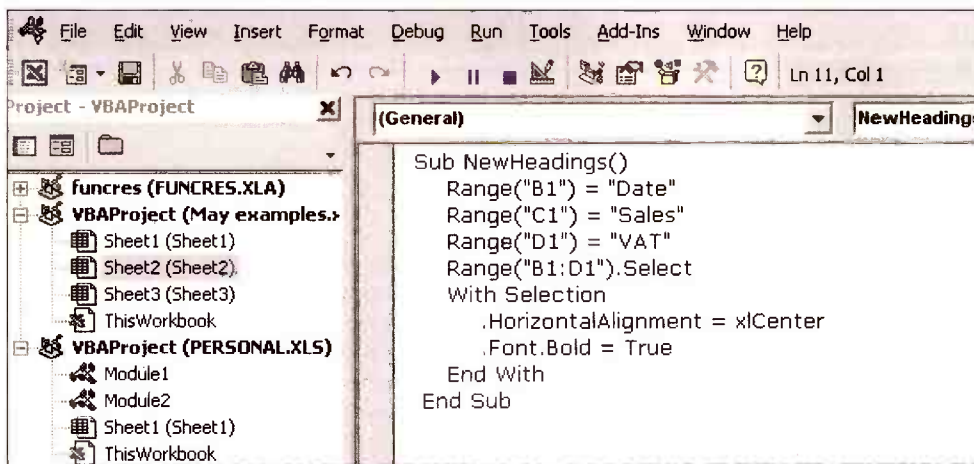 File Edit View Insert Format Debug Run Tools Add-Ins Window Help
Ln 11, Col 1
Project - VBAProject
(General)
NewHeadings
funcres (FUNCRES.XLA)
VBAProject (May examples.x
Sheet1 (Sheet1)
Sheet2 (Sheet2)
Sheet3 (Sheet3)
ThisWorkbook
VBAProject (PERSONAL.XLS)
Module1
Module2
Sheet1 (Sheet1)
ThisWorkbook
Sub NewHeadings()
Range("B1") = "Date"
Range("C1") = "Sales"
Range("D1") = "VAT"
Range("B1:D1").Select
With Selection
.HorizontalAlignment = xlCenter
.Font.Bold = True
End With
End Sub